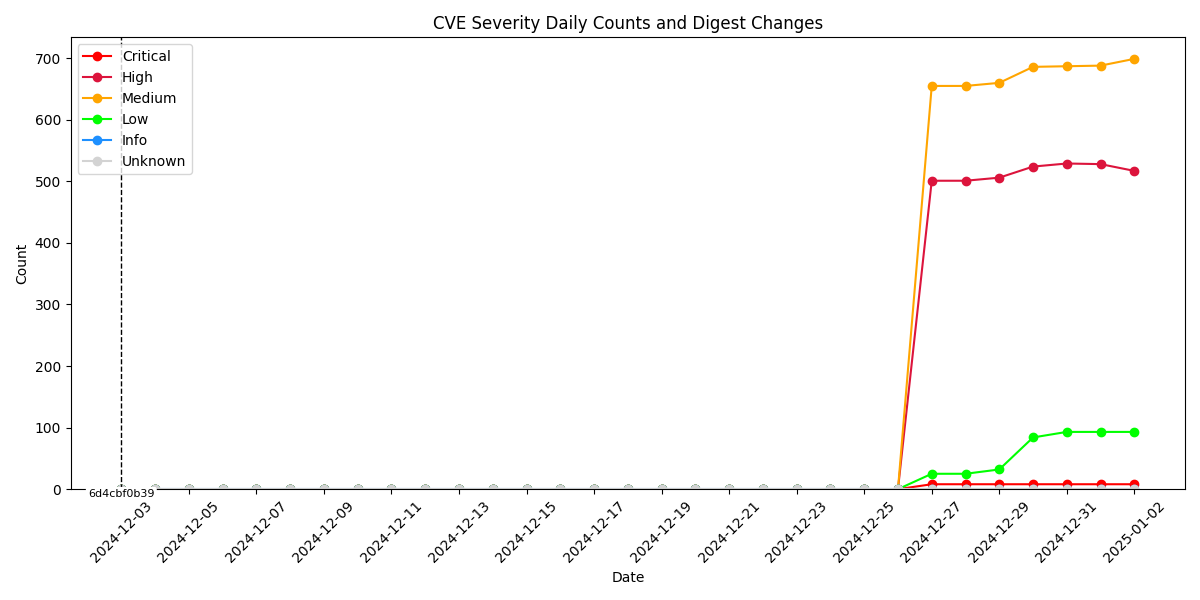 CVE Severity Daily Counts and Digest Changes
Critical
High
Medium
Low
Info
Unknown
Count
700
600
500
400
300
200
100
0
6d4cbf0b39
2024-12-03
2024-12-05
2024-12-07
2024-12-09
2024-12-11
2024-12-13
2024-12-15
2024-12-17
2024-12-19
2024-12-21
2024-12-23
2024-12-25
2024-12-27
2024-12-29
2024-12-31
2025-01-02
Date